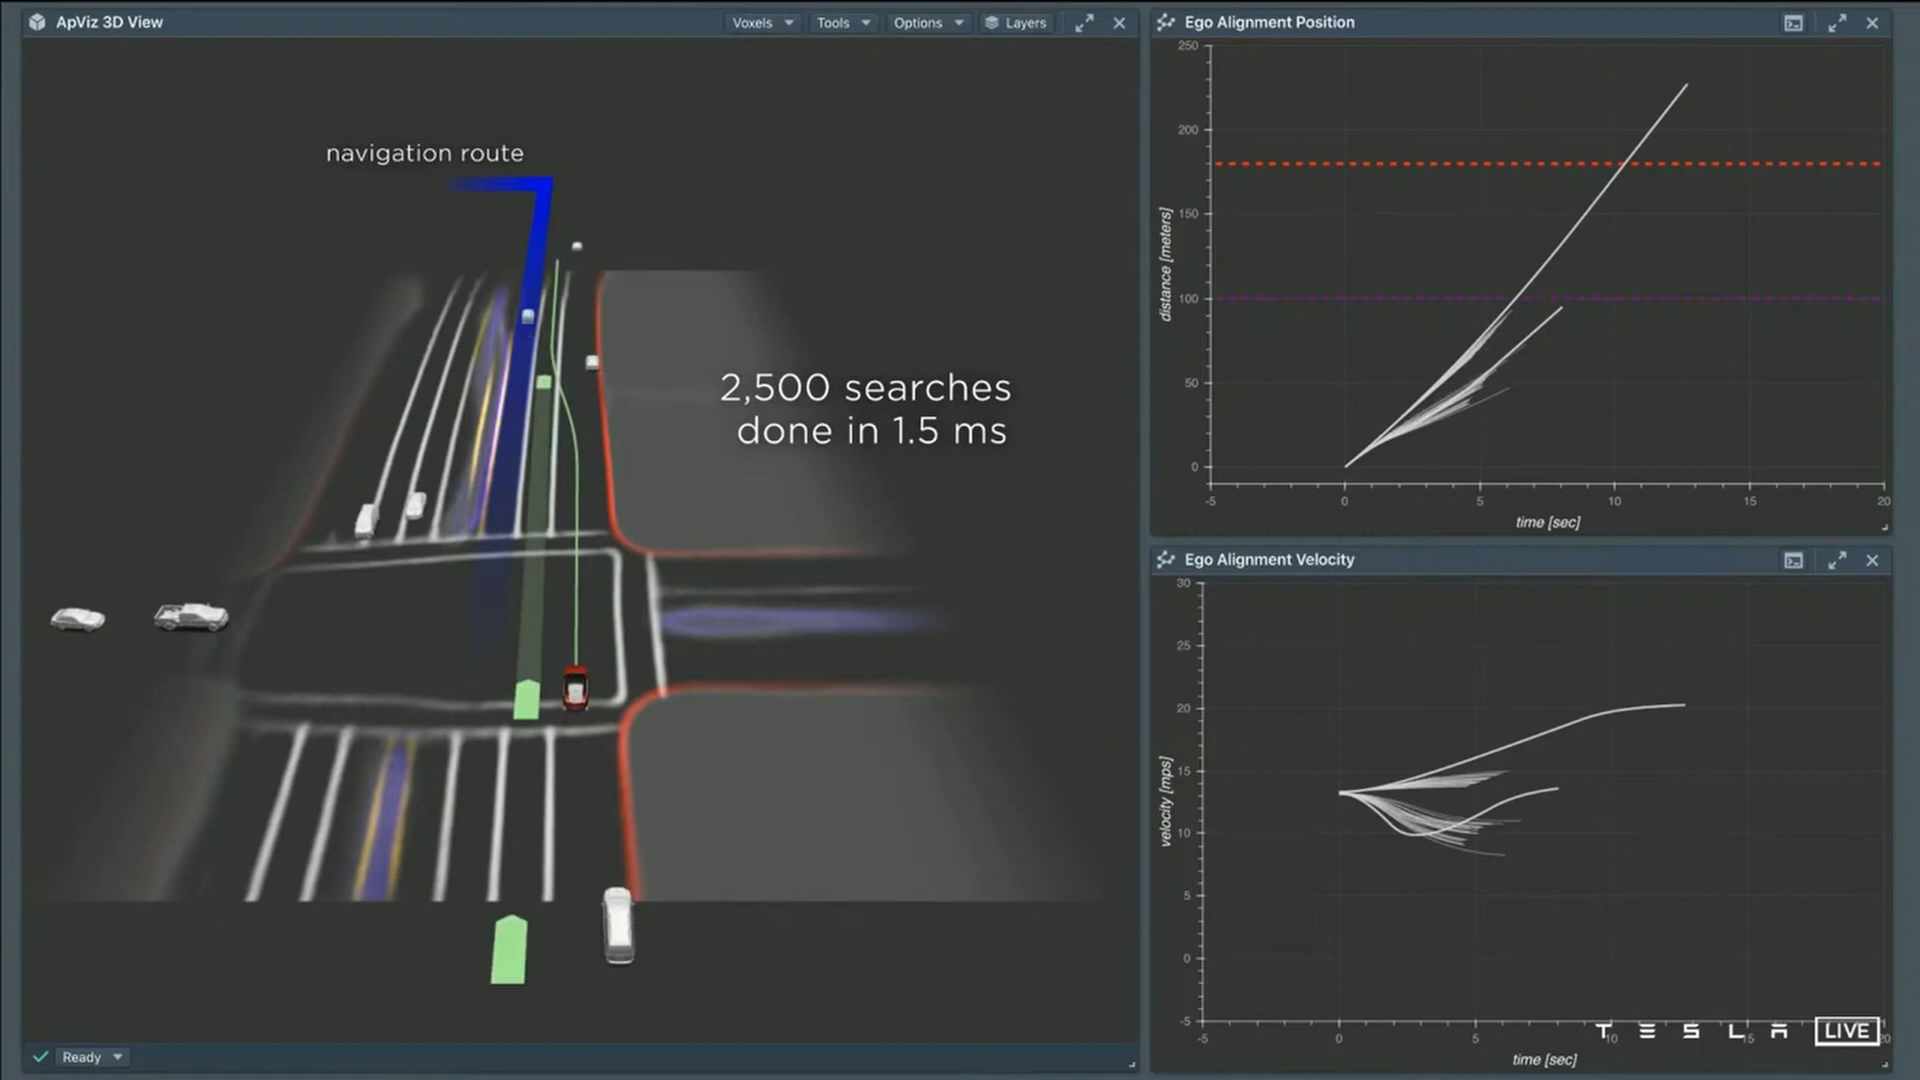 ApViz 3D View
Voxels
Tools
Options
Layers
navigation route
2,500 searches
done in 1.5 ms
Ready
Ego Alignment Position
250
200
150
100
50
0
distance [meters]
-5
0
5
10
15
20
time [sec]
Ego Alignment Velocity
30
25
20
15
10
5
0
-5
velocity [mps]
-5
0
5
10
15
20
time [sec]
TESLA LIVE